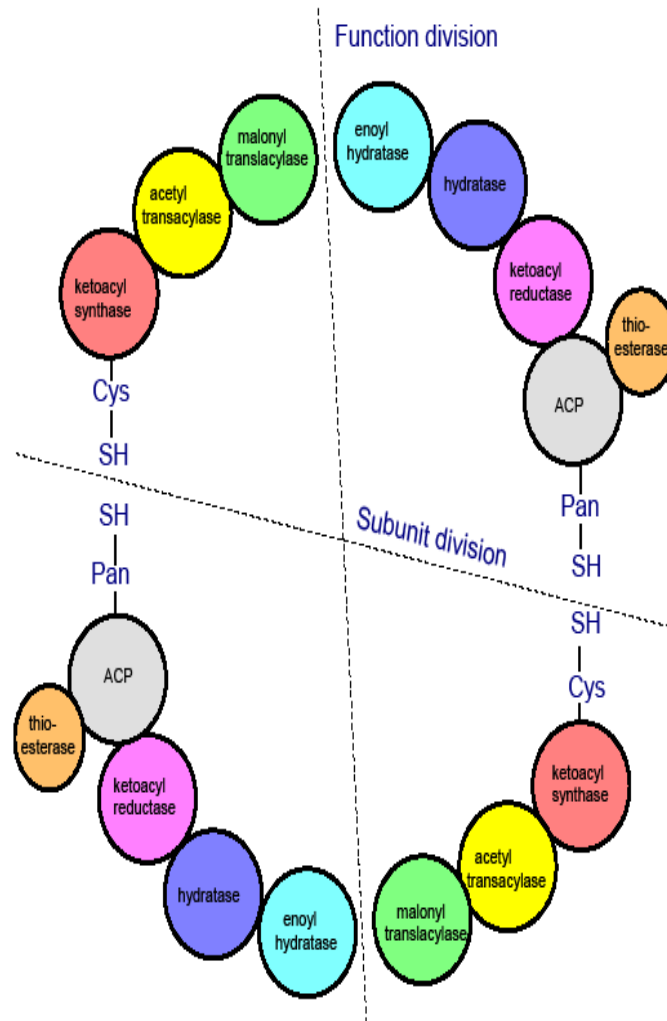 Function division
malonyl
translacylase
enoyl
hydratase
acetyl
transacylase
hydratase
ketoacyl
synthase
ketoacyl
reductase
thio-
esterase
ACP
Cys
SH
Pan
SH
Subunit division
SH
Pan
SH
Cys
ACP
thio-
esterase
ketoacyl
reductase
ketoacyl
synthase
hydratase
acetyl
transacylase
enoyl
hydratase
malonyl
translacylase